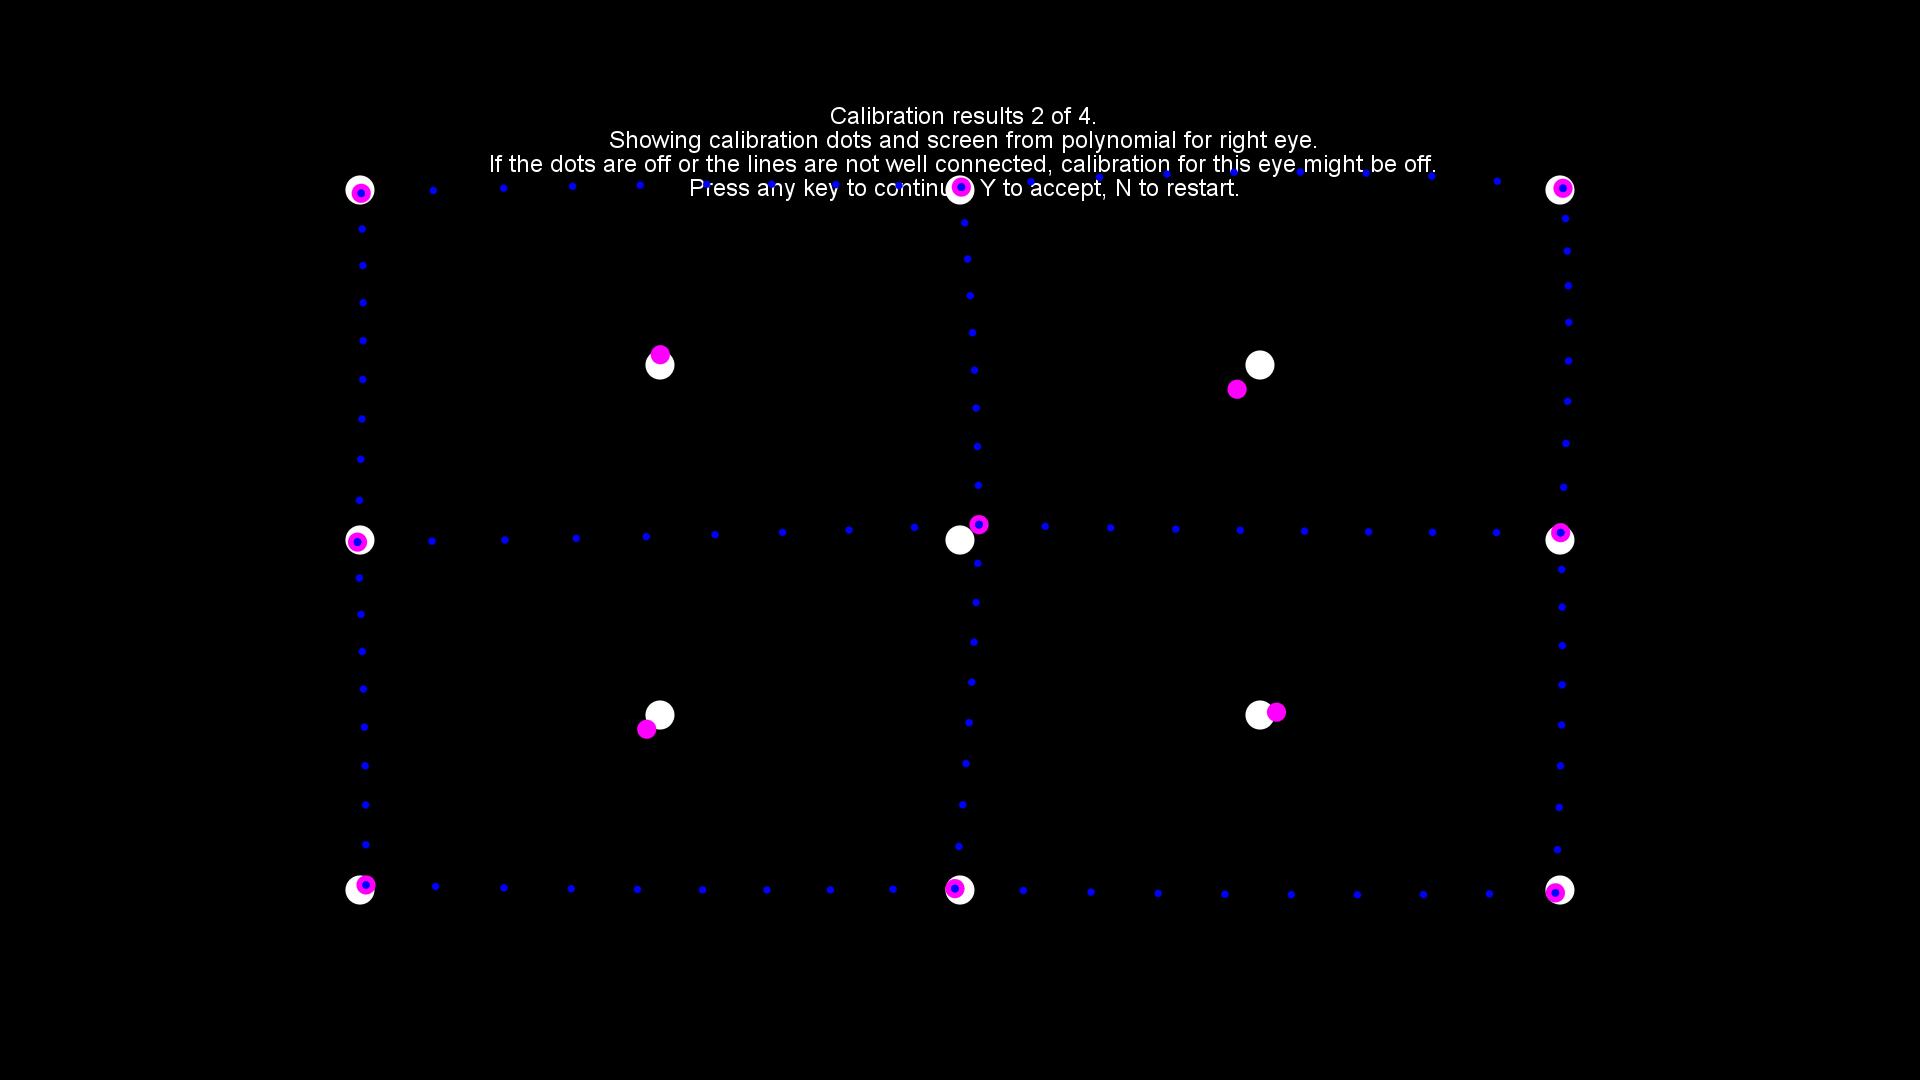 Calibration results 2 of 4.
Showing calibration dots and screen from polynomial for right eye.
If the dots are off or the lines are not well connected, calibration for this eye might be off.
Press any key to continue, Y to accept, N to restart.